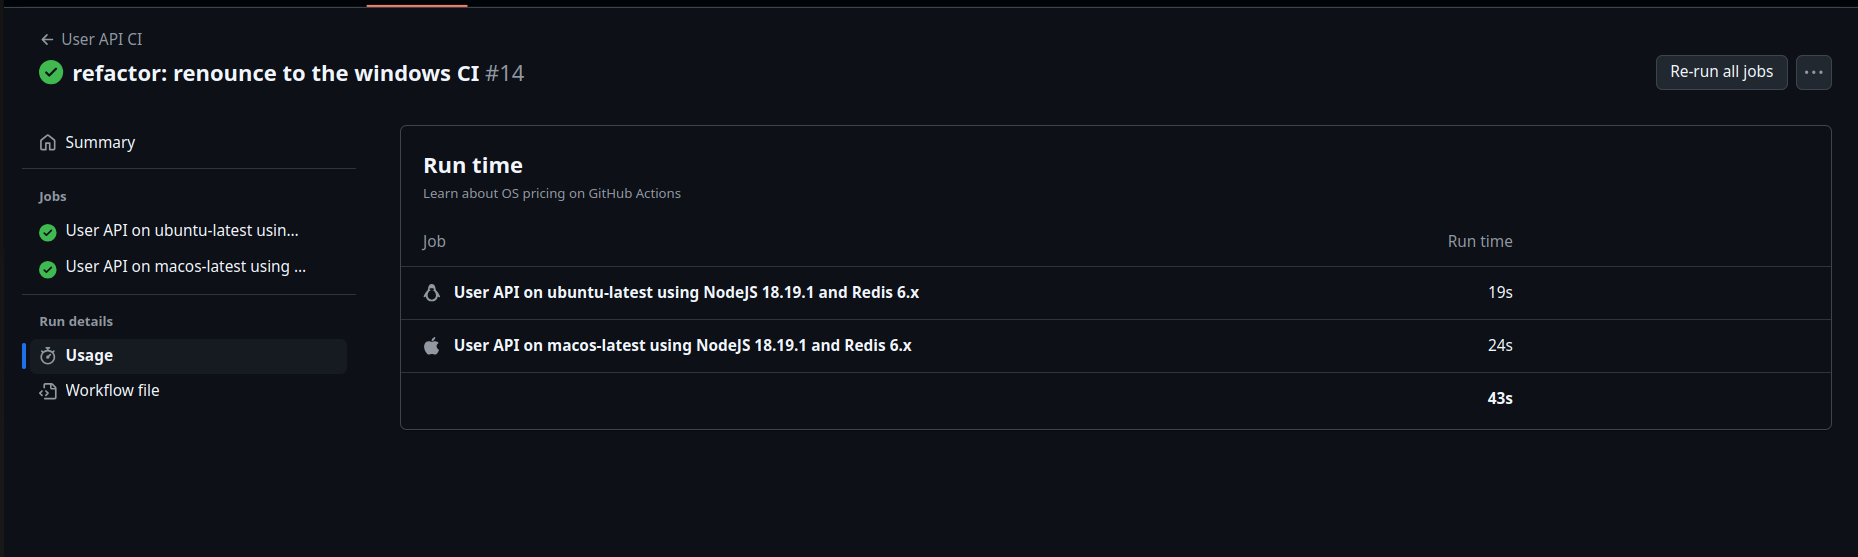 User API CI
refactor: renounce to the windows CI #14
Re-run all jobs
Summary
Jobs
User API on ubuntu-latest usin...
User API on macos-latest using ...
Run details
Usage
Workflow file
Run time
Learn about OS pricing on GitHub Actions
Job Run time
User API on ubuntu-latest using NodeJS 18.19.1 and Redis 6.x 19s
User API on macos-latest using NodeJS 18.19.1 and Redis 6.x 24s
43s